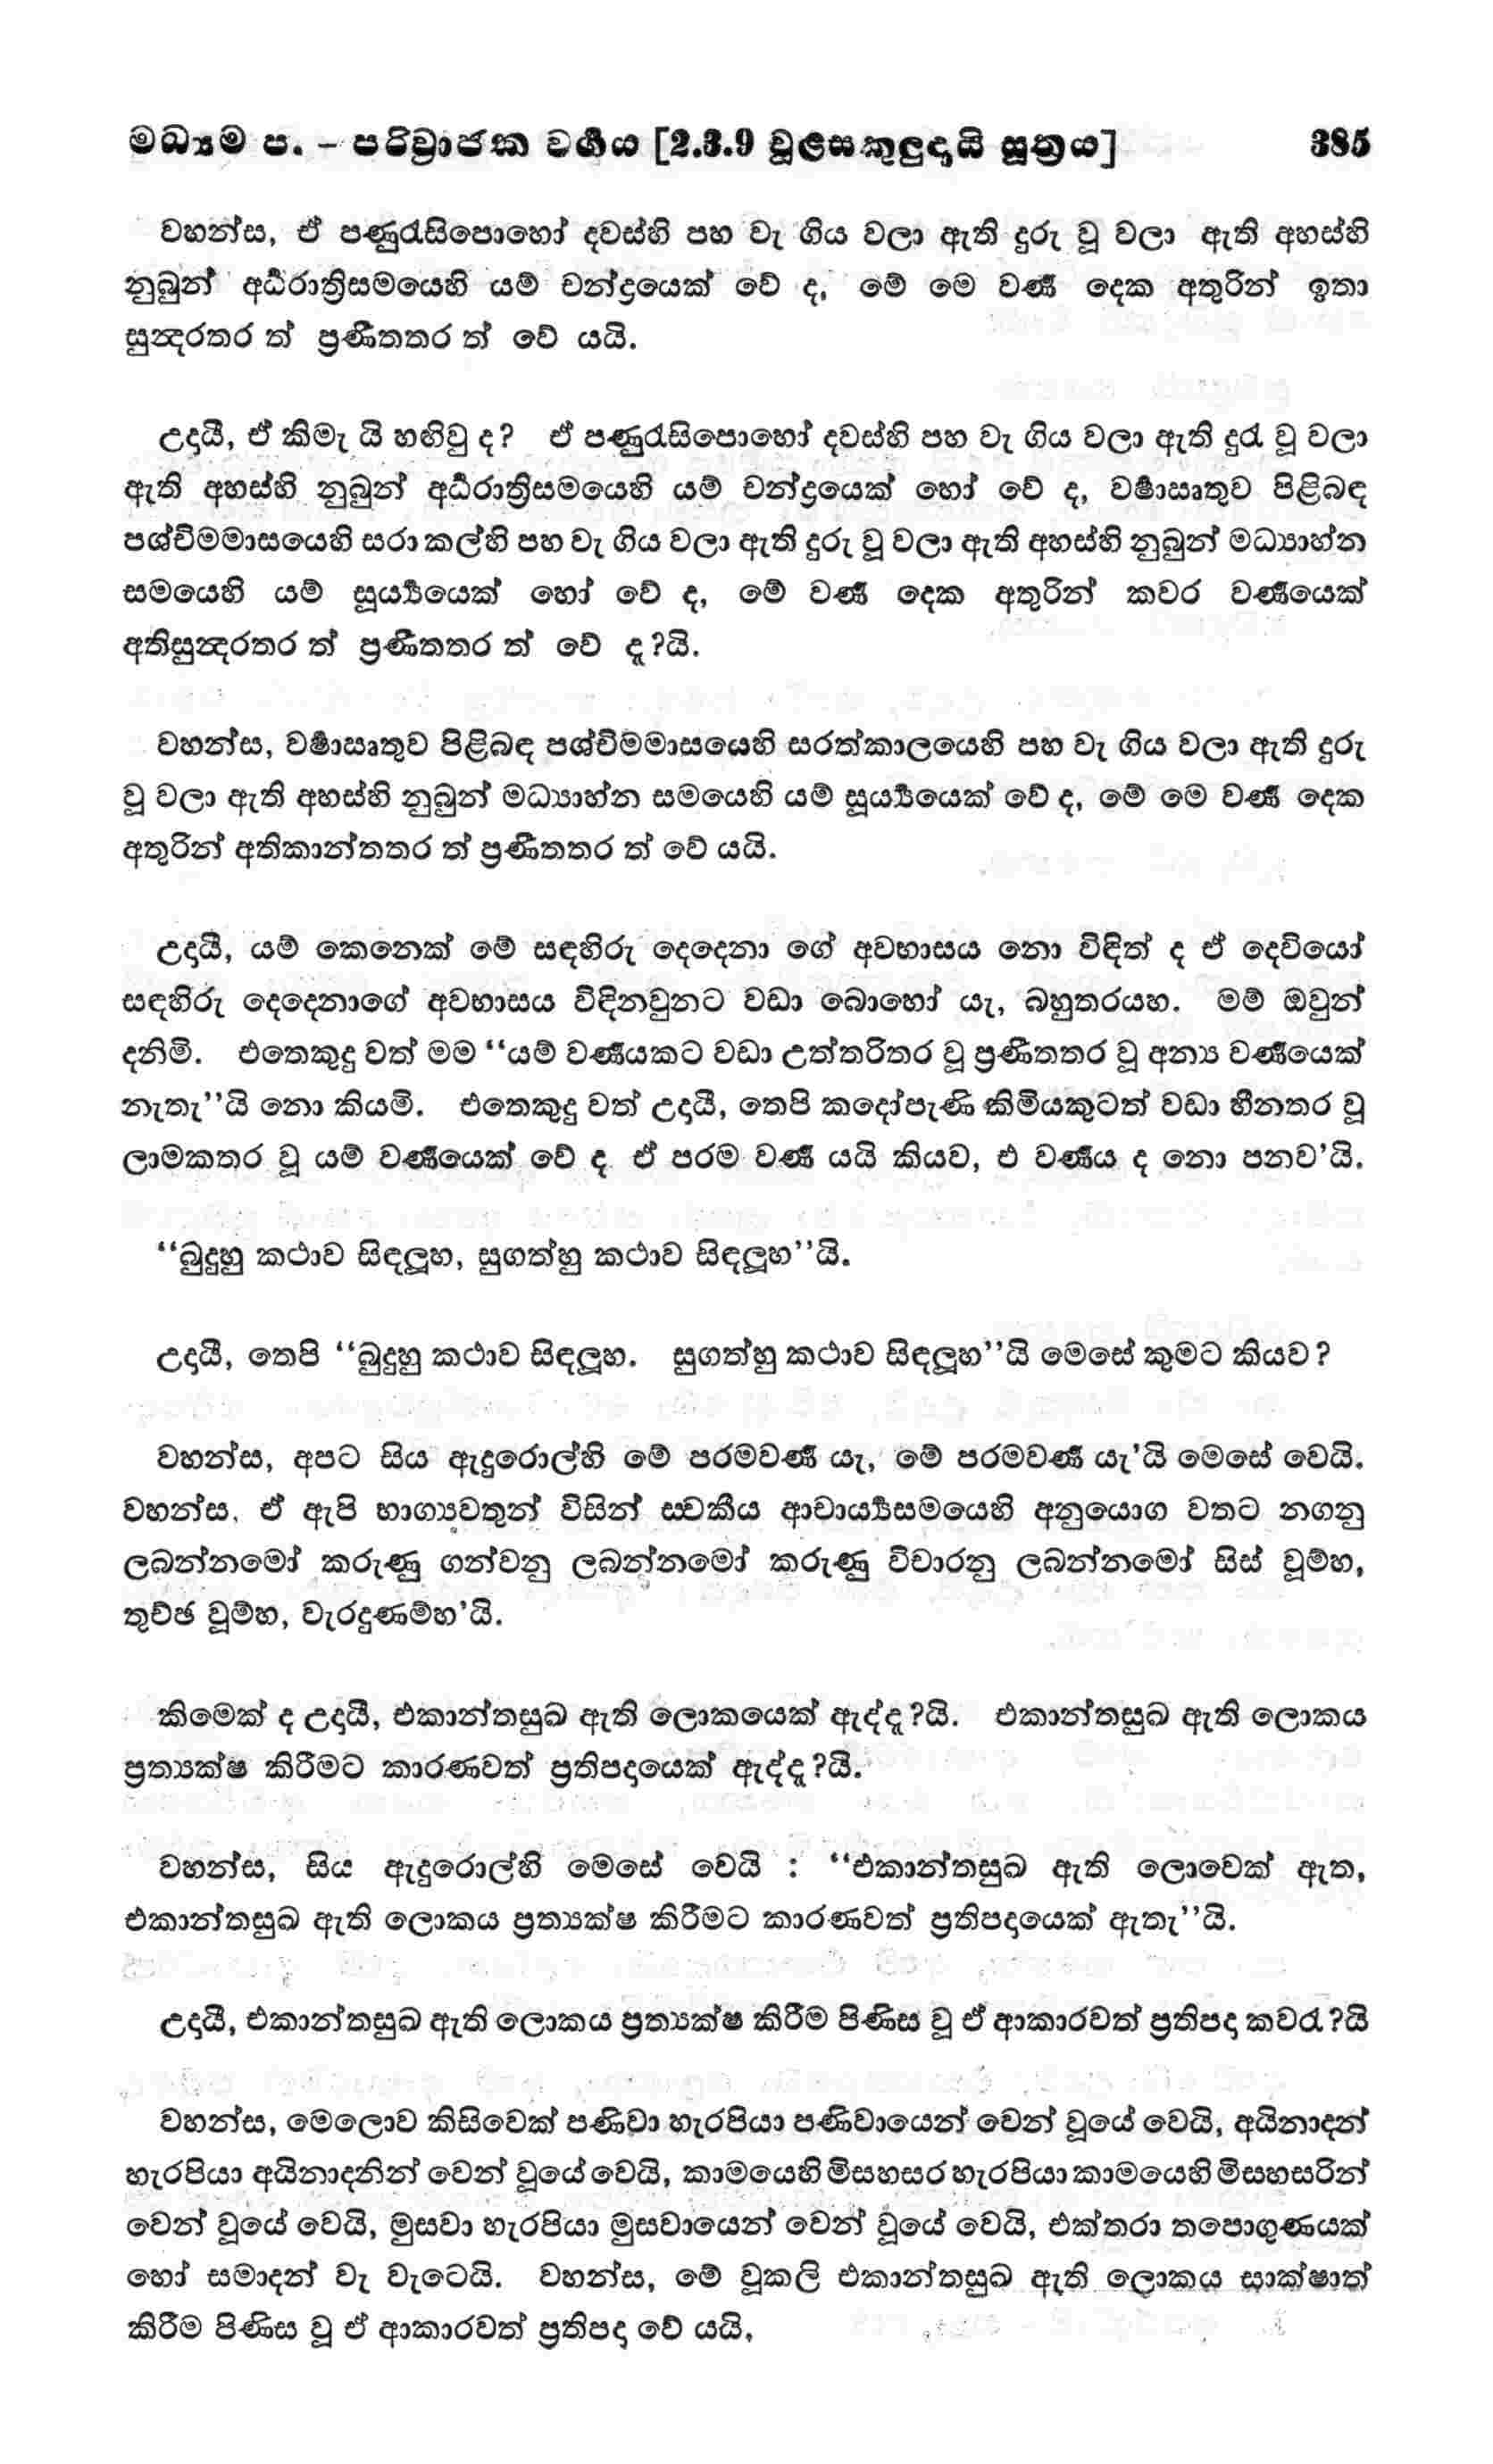 මධ්‍යම ප. – පරිව්‍රාජක වර්‍ගය [2.3.9 චූළසකුලුදායි සූත්‍රය] 385
වහන්ස, ඒ පණුරැසිපොහෝ දවස්හි පහ වැ ගිය වලා ඇති දුරු වූ වලා ඇති අහස්හි
නුබුන් අර්‍ධරාත්‍රිසමයෙහි යම් චන්ද්‍රයෙක් වේ ද, මේ මෙ වර්‍ණ දෙක අතුරින් ඉතා
සුන්‍දරතර ත් ප්‍රණීතතර ත් වේ යයි.
උදායී, ඒ කිමැ යි හඟිවු ද? ඒ පණුරැසිපොහෝ දවස්හි පහ වැ ගිය වලා ඇති දුරැ වූ වලා
ඇති අහස්හි නුබුන් අර්‍ධරාත්‍රිසමයෙහි යම් චන්ද්‍රයෙක් හෝ වේ ද, වර්‍ෂාඍතුව පිළිබඳ
පශ්චිමමාසයෙහි සරා කල්හි පහ වැ ගිය වලා ඇති දුරු වූ වලා ඇති අහස්හි නුබුන් මධ්‍යාහ්න
සමයෙහි යම් සූර්‍ය්‍යයෙක් හෝ වේ ද, මේ වර්‍ණ දෙක අතුරින් කවර වර්‍ණයෙක්
අතිසුන්‍දරතර ත් ප්‍රණීතතර ත් වේ දැ?යි.
වහන්ස, වර්‍ෂාඍතුව පිළිබඳ පශ්චිමමාසයෙහි සරත්කාලයෙහි පහ වැ ගිය වලා ඇති දුරු
වූ වලා ඇති අහස්හි නුබුන් මධ්‍යාහ්න සමයෙහි යම් සූර්‍ය්‍යයෙක් වේ ද, මේ මෙ වර්‍ණ දෙක
අතුරින් අතිකාන්තතර ත් ප්‍රණීතතර ත් වේ යයි.
උදායී, යම් කෙනෙක් මේ සඳහිරු දෙදෙනා ගේ අවභාසය නො විඳිත් ද ඒ දෙවියෝ
සඳහිරු දෙදෙනාගේ අවභාසය විඳිනවුනට වඩා බොහෝ යැ, බහුතරයහ. මම් ඔවුන්
දනිමි. එතෙකුදු වත් මම “යම් වර්‍ණයකට වඩා උත්තරිතර වූ ප්‍රණීතතර වූ අන්‍ය වර්‍ණයෙක්
නැතැ”යි නො කියමි. එතෙකුදු වත් උදායී, තෙපි කදෝපැණි කිමියකුටත් වඩා හීනතර වූ
ලාමකතර වූ යම් වර්‍ණයෙක් වේ ද ඒ පරම වර්‍ණ යයි කියව, එ වර්‍ණය ද නො පනව’යි.
“බුදුහු කථාව සිඳලූහ, සුගත්හු කථාව සිඳලූහ”යි.
උදායී, තෙපි “බුදුහු කථාව සිඳලූහ. සුගත්හු කථාව සිඳලූහ”යි මෙසේ කුමට කියව?
වහන්ස, අපට සිය ඇදුරොල්හි මේ පරමවර්‍ණ යැ, මේ පරමවර්‍ණ යැ’යි මෙසේ වෙයි.
වහන්ස, ඒ ඇපි භාග්‍යවතුන් විසින් ස්‍වකීය ආචාර්‍ය්‍යසමයෙහි අනුයොග වතට නගනු
ලබන්නමෝ කරුණු ගන්වනු ලබන්නමෝ කරුණු විචාරනු ලබන්නමෝ සිස් වූම්හ,
තුච්ඡ වූම්හ, වැරදුණම්හ’යි.
කිමෙක් ද උදායී, එකාන්තසුඛ ඇති ලොකයෙක් ඇද්දැ?යි. එකාන්තසුඛ ඇති ලොකය
ප්‍රත්‍යක්ෂ කිරීමට කාරණවත් ප්‍රතිපදායෙක් ඇද්දැ?යි.
වහන්ස, සිය ඇදුරොල්හි මෙසේ වෙයි : “එකාන්තසුඛ ඇති ලොවෙක් ඇත,
එකාන්තසුඛ ඇති ලොකය ප්‍රත්‍යක්ෂ කිරීමට කාරණවත් ප්‍රතිපදායෙක් ඇතැ”යි.
උදායී, එකාන්තසුඛ ඇති ලොකය ප්‍රත්‍යක්ෂ කිරීම පිණිස වූ ඒ ආකාරවත් ප්‍රතිපදා කවරැ?යි
වහන්ස, මෙලොව කිසිවෙක් පණිවා හැරපියා පණිවායෙන් වෙන් වූයේ වෙයි, අයිනාදන්
හැරපියා අයිනාදනින් වෙන් වූයේ වෙයි, කාමයෙහි මිසහසර හැරපියා කාමයෙහි මිසහසරින්
වෙන් වූයේ වෙයි, මුසවා හැරපියා මුසවායෙන් වෙන් වූයේ වෙයි, එක්තරා තපොගුණයක්
හෝ සමාදන් වැ වැටෙයි. වහන්ස, මේ වූකලි එකාන්තසුඛ ඇති ලොකය සාක්ෂාත්
කිරීම පිණිස වූ ඒ ආකාරවත් ප්‍රතිපදා වේ යයි.